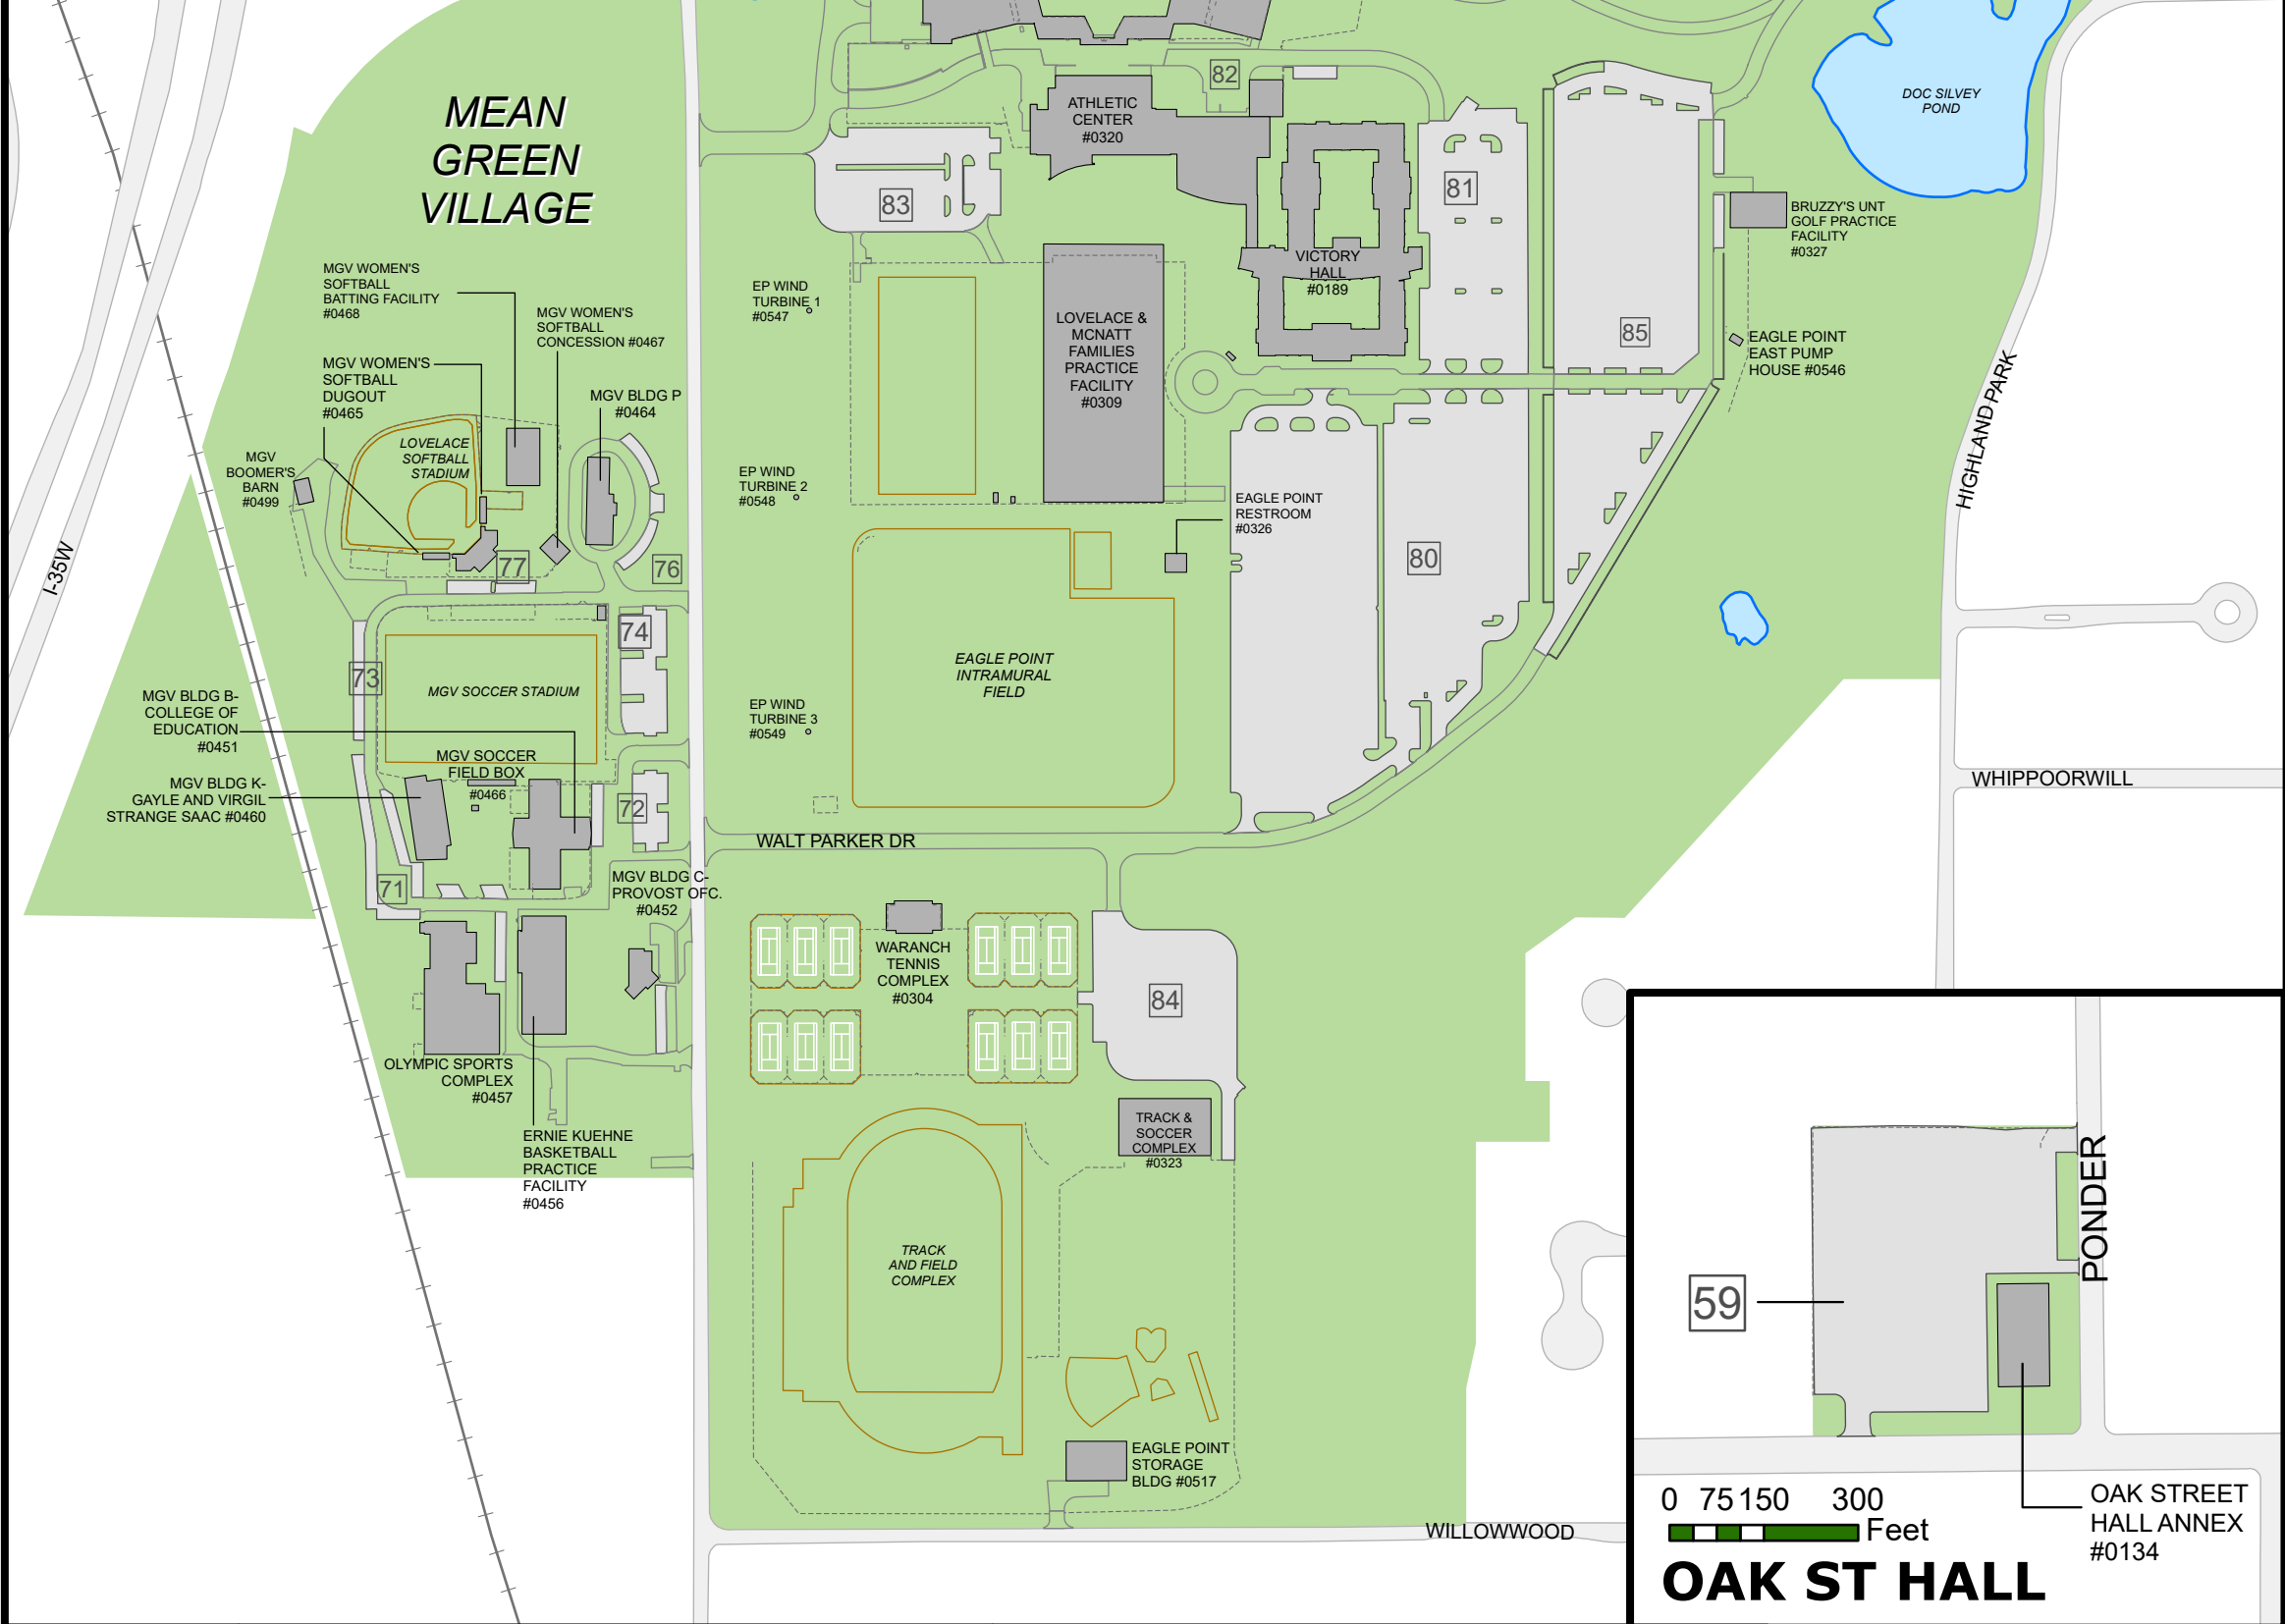 MEAN
GREEN
VILLAGE
82
ATHLETIC
CENTER
#0320
DOC SILVEY
POND
83
81
BRUZZY'S UNT
GOLF PRACTICE
FACILITY
#0327
VICTORY
HALL
#0189
MGV WOMEN'S
SOFTBALL
BATTING FACILITY
#0468
EP WIND
TURBINE 1
#0547
MGV WOMEN'S
SOFTBALL
CONCESSION #0467
LOVELACE &
MCNATT
FAMILIES
PRACTICE
FACILITY
#0309
85
EAGLE POINT
EAST PUMP
HOUSE #0546
MGV WOMEN'S
SOFTBALL
DUGOUT
#0465
MGV BLDG P
#0464
HIGHLAND PARK
LOVELACE
SOFTBALL
STADIUM
MGV
BOOMER'S
BARN
#0499
EP WIND
TURBINE 2
#0548
EAGLE POINT
RESTROOM
#0326
I-35W
77
76
80
74
73
EAGLE POINT
INTRAMURAL
FIELD
MGV SOCCER STADIUM
MGV BLDG B-
COLLEGE OF
EDUCATION
#0451
EP WIND
TURBINE 3
#0549
MGV SOCCER
FIELD BOX
#0466
MGV BLDG K-
GAYLE AND VIRGIL
STRANGE SAAC #0460
72
WHIPPOORWILL
WALT PARKER DR
71
MGV BLDG C-
PROVOST OFC.
#0452
WARANCH
TENNIS
COMPLEX
#0304
84
OLYMPIC SPORTS
COMPLEX
#0457
TRACK &
SOCCER
COMPLEX
#0323
ERNIE KUEHNE
BASKETBALL
PRACTICE
FACILITY
#0456
TRACK
AND FIELD
COMPLEX
EAGLE POINT
STORAGE
BLDG #0517
WILLOWWOOD
PONDER
59
0 75 150 300
Feet
OAK STREET
HALL ANNEX
#0134
OAK ST HALL